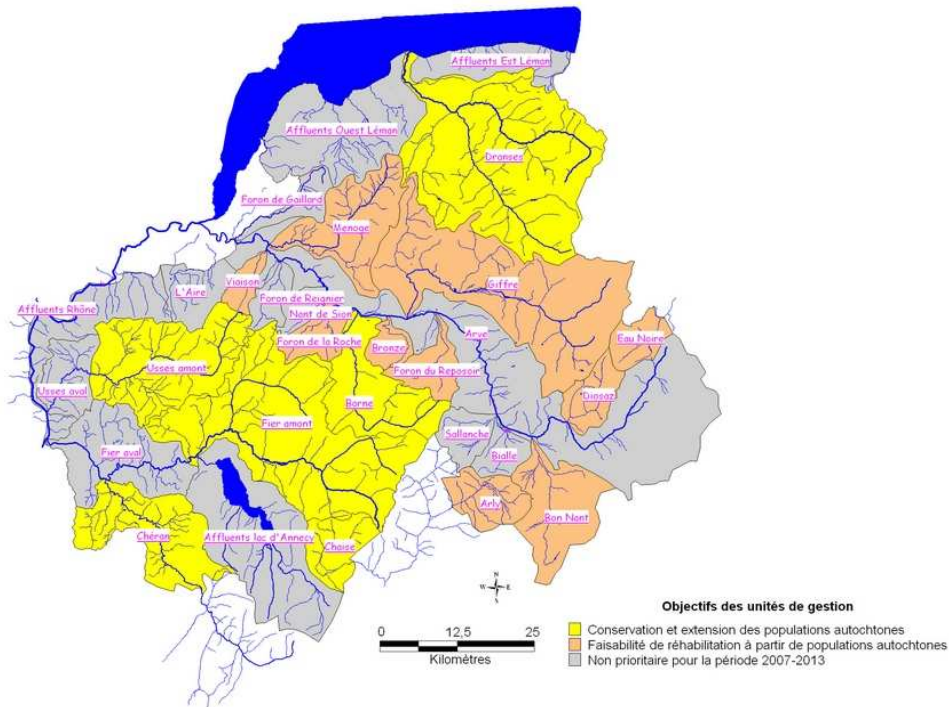 Affluents Est Léman
Affluents Ouest Léman
Dranses
Foron de Gaillard
Menoge
Viaison
L'Aire
Giffre
Foron de Reignier
Affluents Rhône
Nant de Sion
Arve
Eau Noire
Foron de la Roche
Bronze
Usses amont
Foron du Reposoir
Usses aval
Diosaz
Borne
Fier amont
Sallanche
Fier aval
Bialle
Arly
Bon Nant
Chéran
Affluents lac d'Annecy
Chaise
N
W E
S
0 12,5 25
Kilomètres
Objectifs des unités de gestion
Conservation et extension des populations autochtones
Faisabilité de réhabilitation à partir de populations autochtones
Non prioritaire pour la période 2007-2013